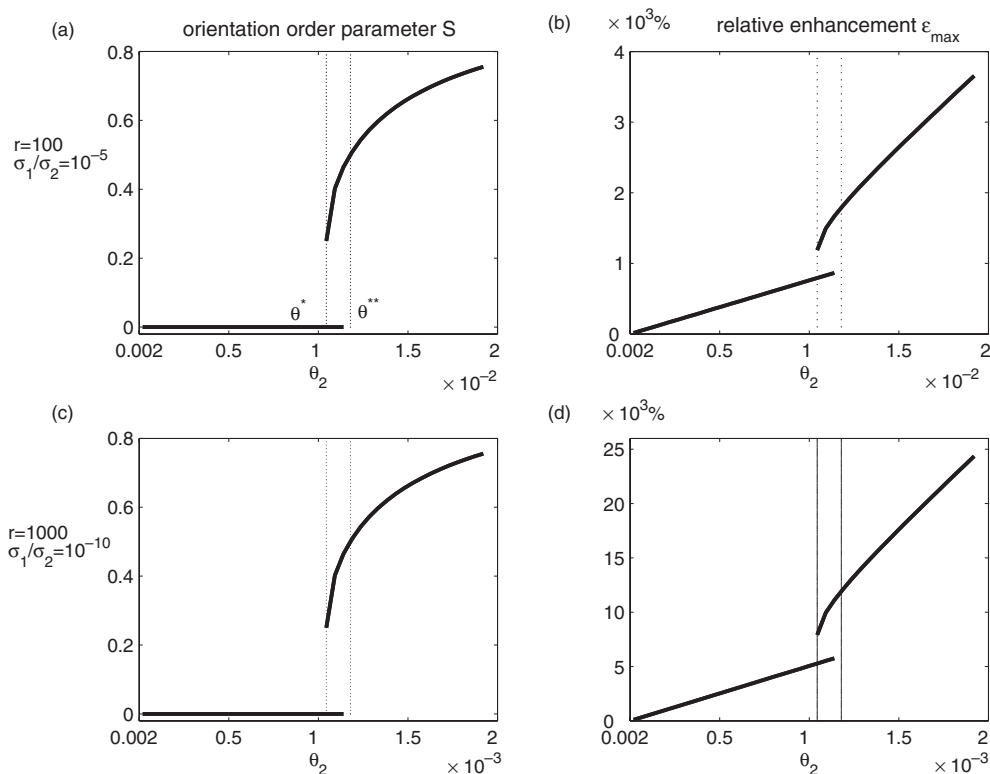 (a)
orientation order parameter S
0.8
0.6
0.4
0.2
0
r=100
σ₁/σ₂=10⁻⁵
θ*
θ**
0.002
0.5
1
1.5
2
θ₂
× 10⁻²
(b)
× 10³%
relative enhancement εmax
4
3
2
1
0
0.002
0.5
1
1.5
2
θ₂
× 10⁻²
(c)
0.8
0.6
0.4
0.2
0
r=1000
σ₁/σ₂=10⁻¹⁰
0.002
0.5
1
1.5
2
θ₂
× 10⁻³
(d)
× 10³%
25
20
15
10
5
0
0.002
0.5
1
1.5
2
θ₂
× 10⁻³